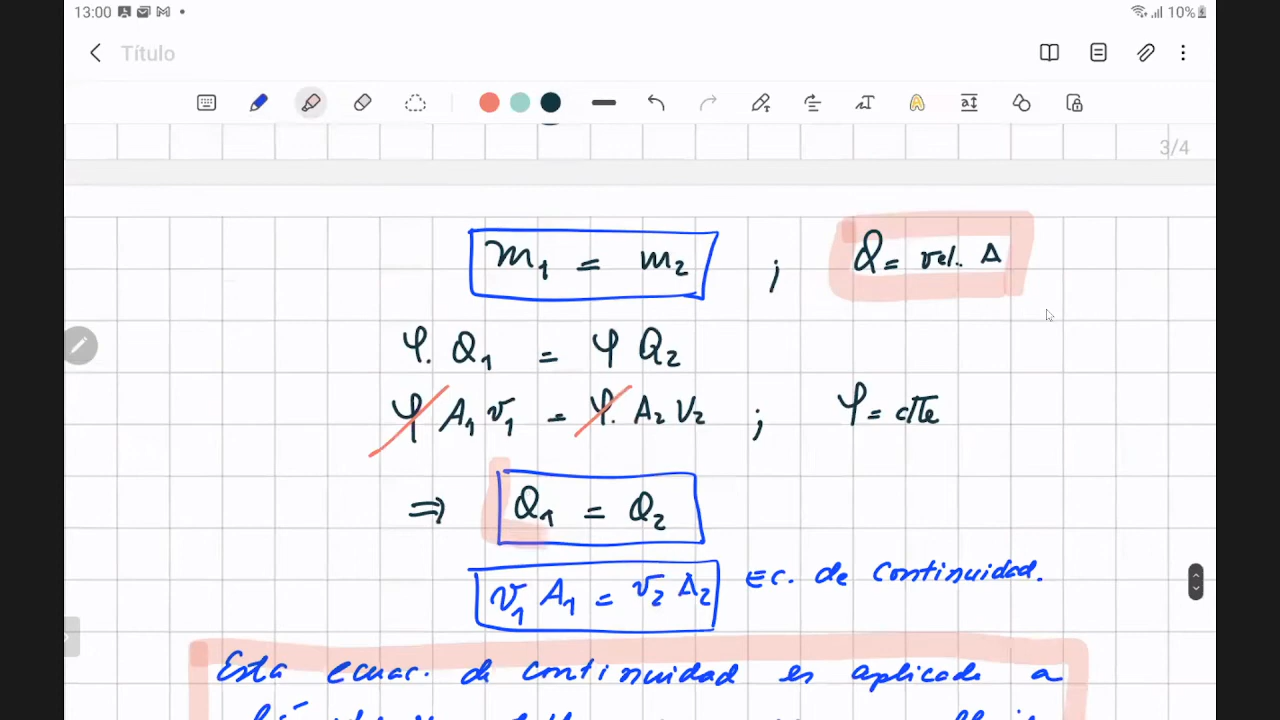 13:00 10%
Título
3/4
m₁ = m₂ ; Q = vel. A
φ. Q₁ = φ Q₂
φ A₁ v₁ = φ. A₂ V₂ ; φ = cte
⇒ Q₁ = Q₂
v₁ A₁ = v₂ A₂ Ec. de continuidad.
Esta ecuac. de continuidad es aplicada a